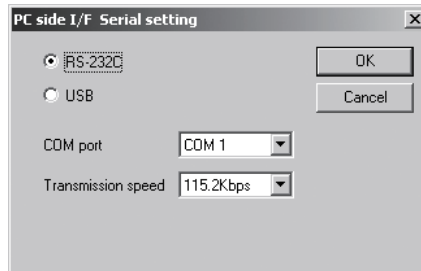 PC side I/F Serial setting
RS-232C
OK
USB
Cancel
COM port
COM 1
Transmission speed
115.2Kbps